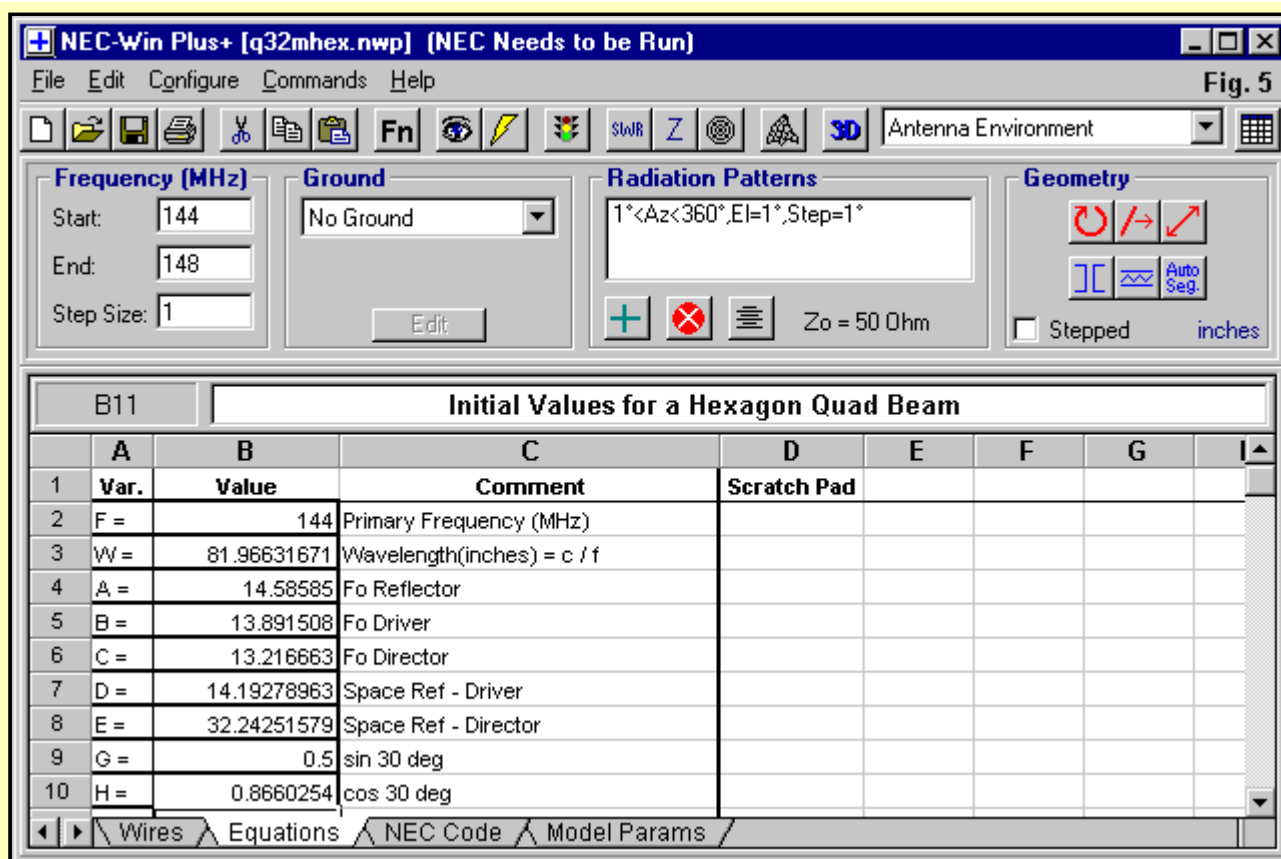 NEC-Win Plus+ [q32mhex.nwp] (NEC Needs to be Run)
File Edit Configure Commands Help Fig. 5
Fn SWR Z 3D Antenna Environment
Frequency (MHz) Ground Radiation Patterns Geometry
Start: 144 No Ground 1°<Az<360°,El=1°,Step=1°
End: 148 Auto Seg.
Step Size: 1 Edit Zo = 50 Ohm Stepped inches
B11 Initial Values for a Hexagon Quad Beam
A B C D E F G
1 Var. Value Comment Scratch Pad
2 F = 144 Primary Frequency (MHz)
3 W = 81.96631671 Wavelength(inches) = c / f
4 A = 14.58585 Fo Reflector
5 B = 13.891508 Fo Driver
6 C = 13.216663 Fo Director
7 D = 14.19278963 Space Ref - Driver
8 E = 32.24251579 Space Ref - Director
9 G = 0.5 sin 30 deg
10 H = 0.8660254 cos 30 deg
Wires Equations NEC Code Model Params